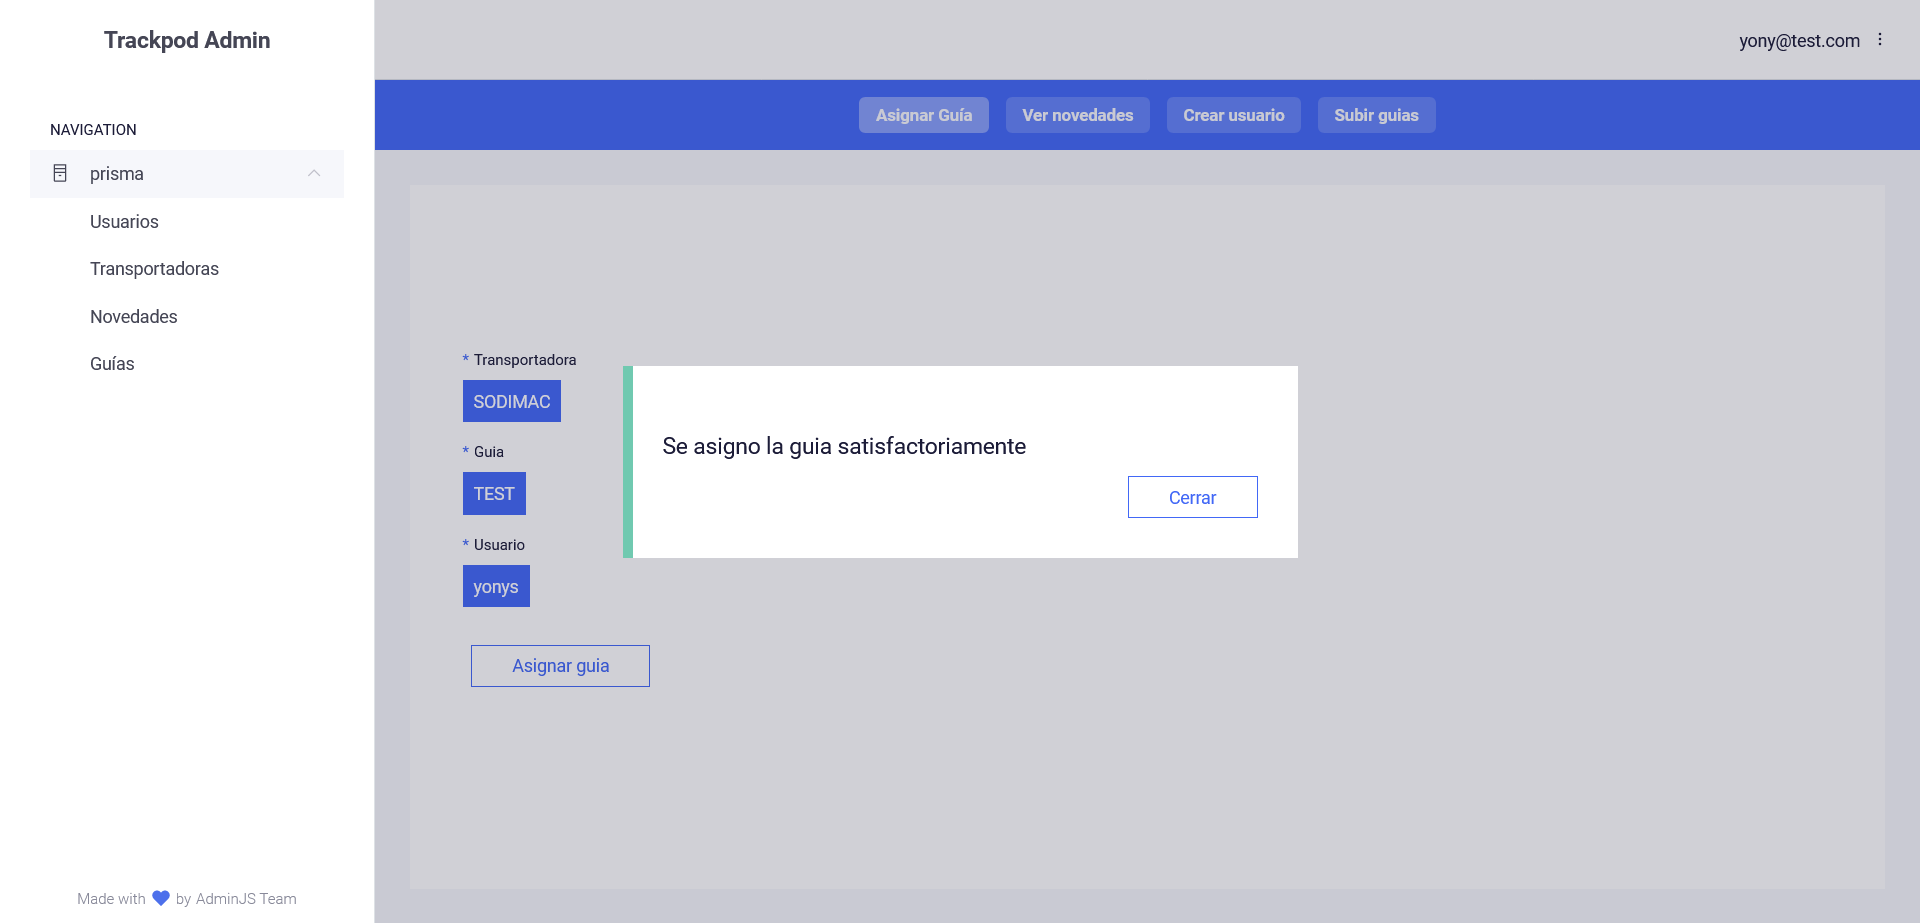 Trackpod Admin
yony@test.com
NAVIGATION
prisma
Usuarios
Transportadoras
Novedades
Guías
Asignar Guía
Ver novedades
Crear usuario
Subir guias
* Transportadora
SODIMAC
* Guia
TEST
* Usuario
yonys
Asignar guia
Se asigno la guia satisfactoriamente
Cerrar
Made with by AdminJS Team